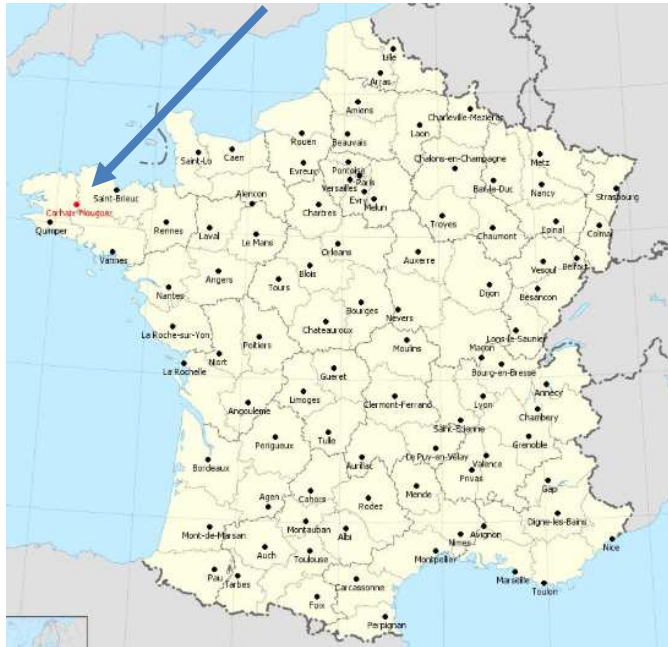 Lille
Arras
Amiens
Charleville-Mezieres
Rouen
Beauvais
Laon
Saint-Lo
Caen
Evreux
Pontoise
Paris
Versailles
Evry
Melun
Chalons-en-Champagne
Metz
Bar-le-Duc
Nancy
Strasbourg
Saint-Brieuc
Carhaix-Plouguer
Quimper
Alencon
Chartres
Rennes
Laval
Le Mans
Troyes
Chaumont
Epinal
Colmar
Vannes
Orleans
Auxerre
Vesoul
Belfort
Angers
Blois
Tours
Nantes
Dijon
Besancon
Bourges
Nevers
La Roche-sur-Yon
Chateauroux
Poitiers
Moulins
Lons-le-Saunier
Macon
Niort
La Rochelle
Bourg-en-Bresse
Gueret
Annecy
Limoges
Clermont-Ferrand
Lyon
Angouleme
Chambery
Saint-Etienne
Perigueux
Tulle
Grenoble
Le Puy-en-Velay
Valence
Bordeaux
Aurillac
Privas
Gap
Agen
Cahors
Mende
Rodez
Digne-les-Bains
Mont-de-Marsan
Montauban
Albi
Avignon
Nimes
Nice
Auch
Toulouse
Montpellier
Marseille
Toulon
Pau
Tarbes
Carcassonne
Foix
Perpignan